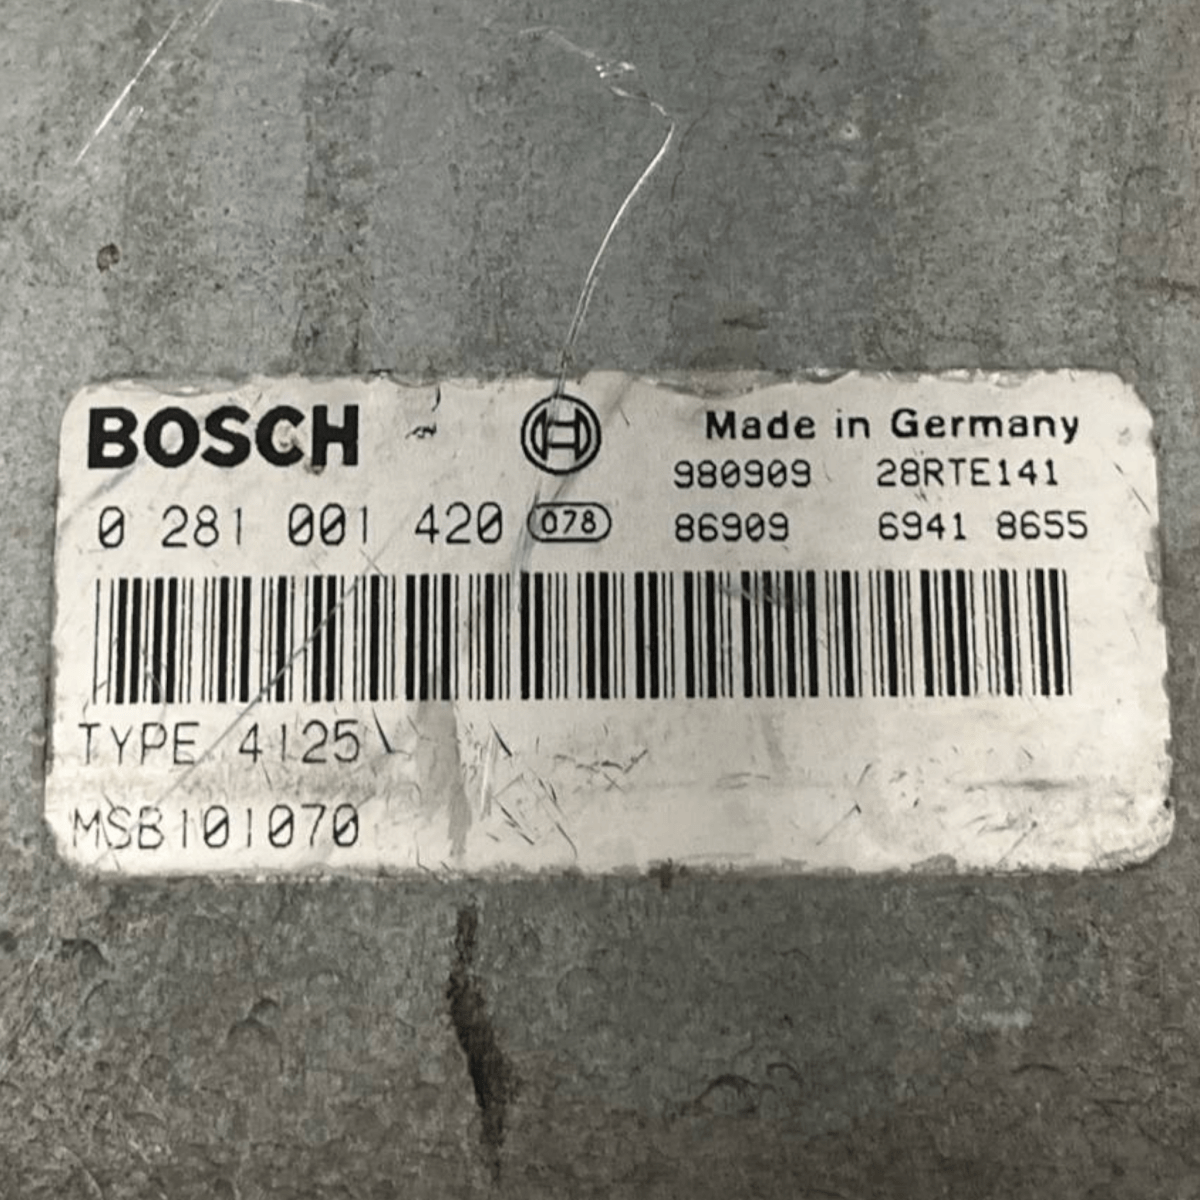 BOSCH
Made in Germany
980909 28RTE141
0 281 001 420 078 86909 6941 8655
TYPE 4125
MSB101070